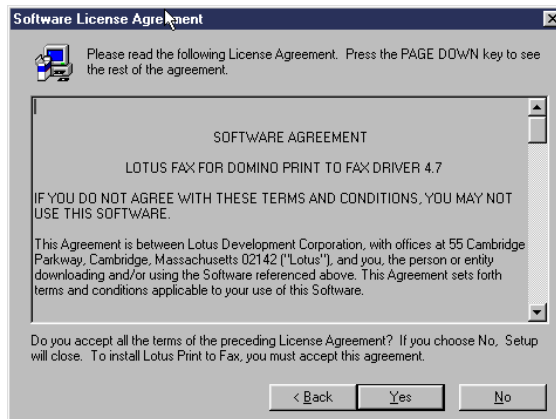 Software License Agreement
Please read the following License Agreement. Press the PAGE DOWN key to see
the rest of the agreement.
SOFTWARE AGREEMENT
LOTUS FAX FOR DOMINO PRINT TO FAX DRIVER 4.7
IF YOU DO NOT AGREE WITH THESE TERMS AND CONDITIONS, YOU MAY NOT
USE THIS SOFTWARE.
This Agreement is between Lotus Development Corporation, with offices at 55 Cambridge
Parkway, Cambridge, Massachusetts 02142 ("Lotus"), and you, the person or entity
downloading and/or using the Software referenced above. This Agreement sets forth
terms and conditions applicable to your use of this Software.
Do you accept all the terms of the preceding License Agreement? If you choose No, Setup
will close. To install Lotus Print to Fax, you must accept this agreement.
< Back Yes No